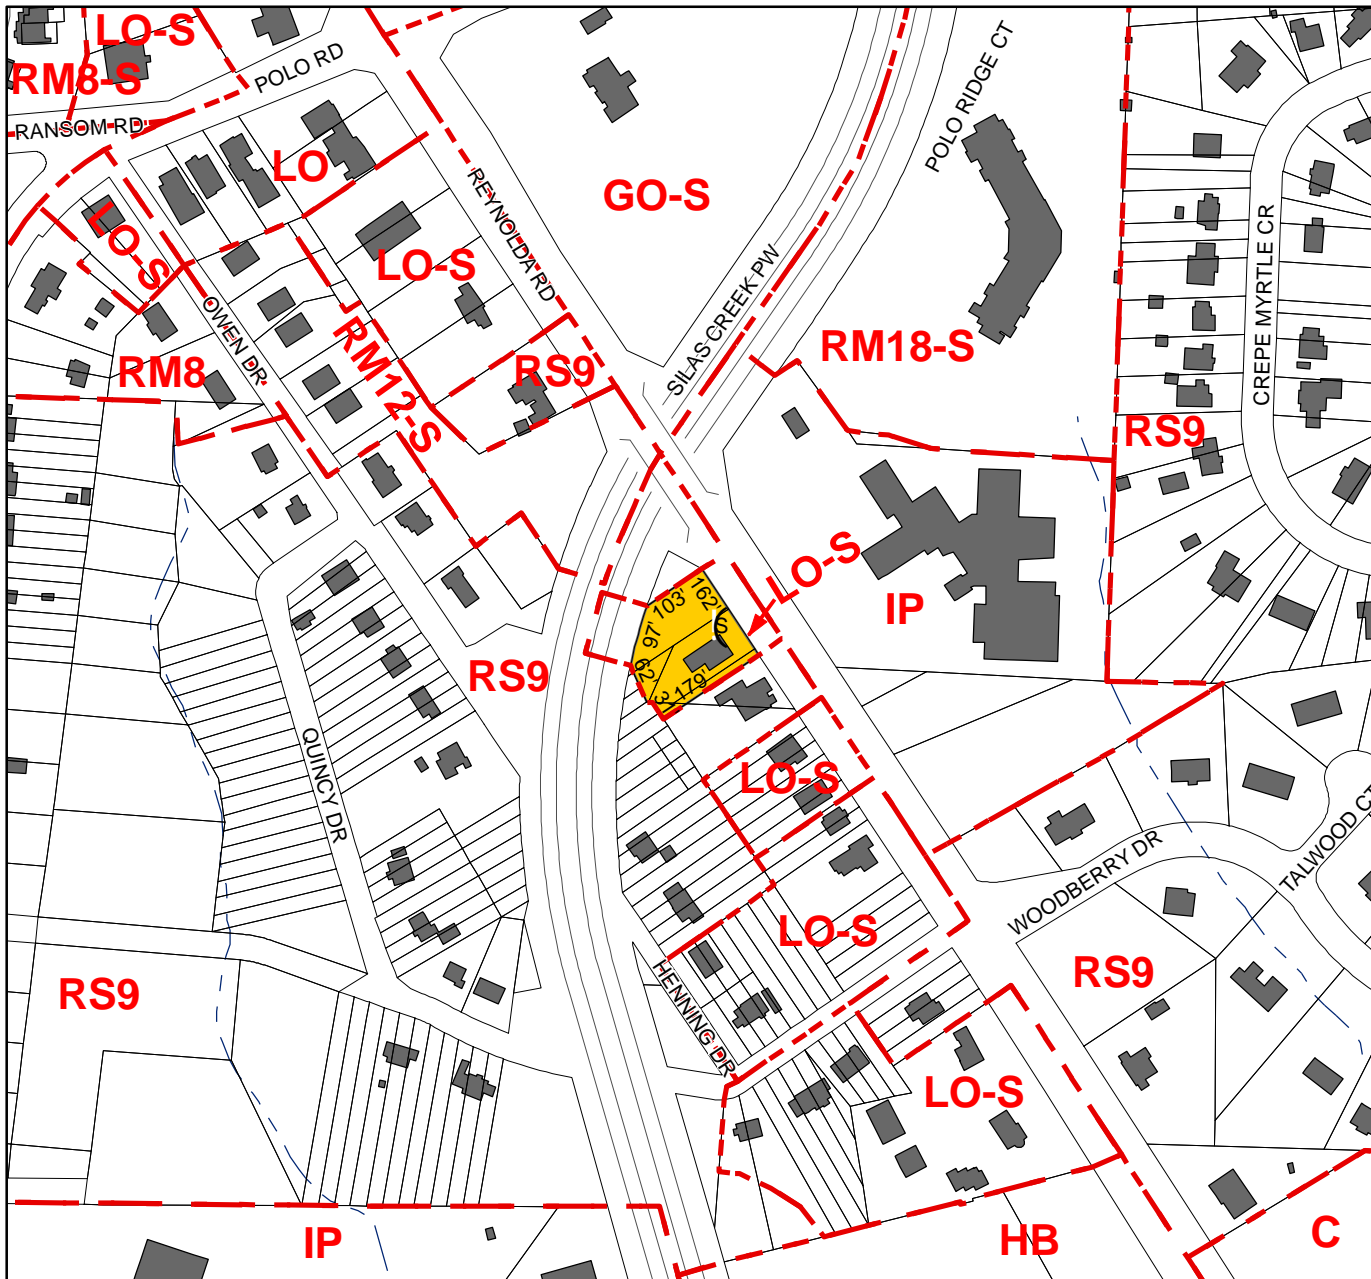 LO-S
RM8-S
POLO RD
RANSOM RD
LO
LO-S
REYNOLDA RD
GO-S
POLO RIDGE CT
LO-S
SILAS CREEK PW
CREPE MYRTLE CR
OWEN DR
RM8
RM12-S
RS9
RM18-S
RS9
O-S
IP
162'
103'
97'
S
62'
3'
179'
RS9
QUINCY DR
LO-S
WOODBERRY DR
TALWOOD CT
LO-S
RS9
HENNING DR
RS9
LO-S
IP
HB
C